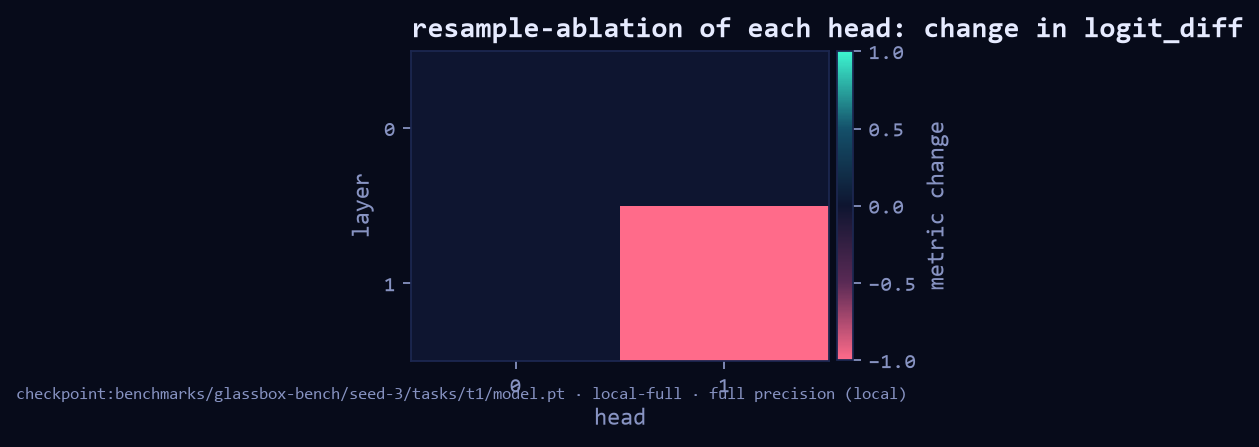 resample-ablation of each head: change in logit_diff
1.0
0.5
0.0
−0.5
−1.0
metric change
layer
0
1
0
1
checkpoint:benchmarks/glassbox-bench/seed-3/tasks/t1/model.pt · local-full · full precision (local)
head